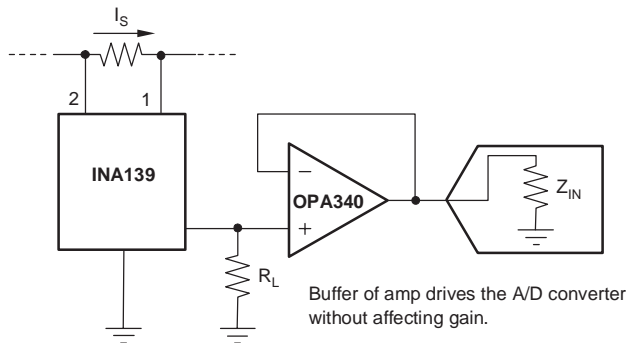 I_S
2
1
INA139
−
OPA340
+
Z_IN
R_L
Buffer of amp drives the A/D converter
without affecting gain.